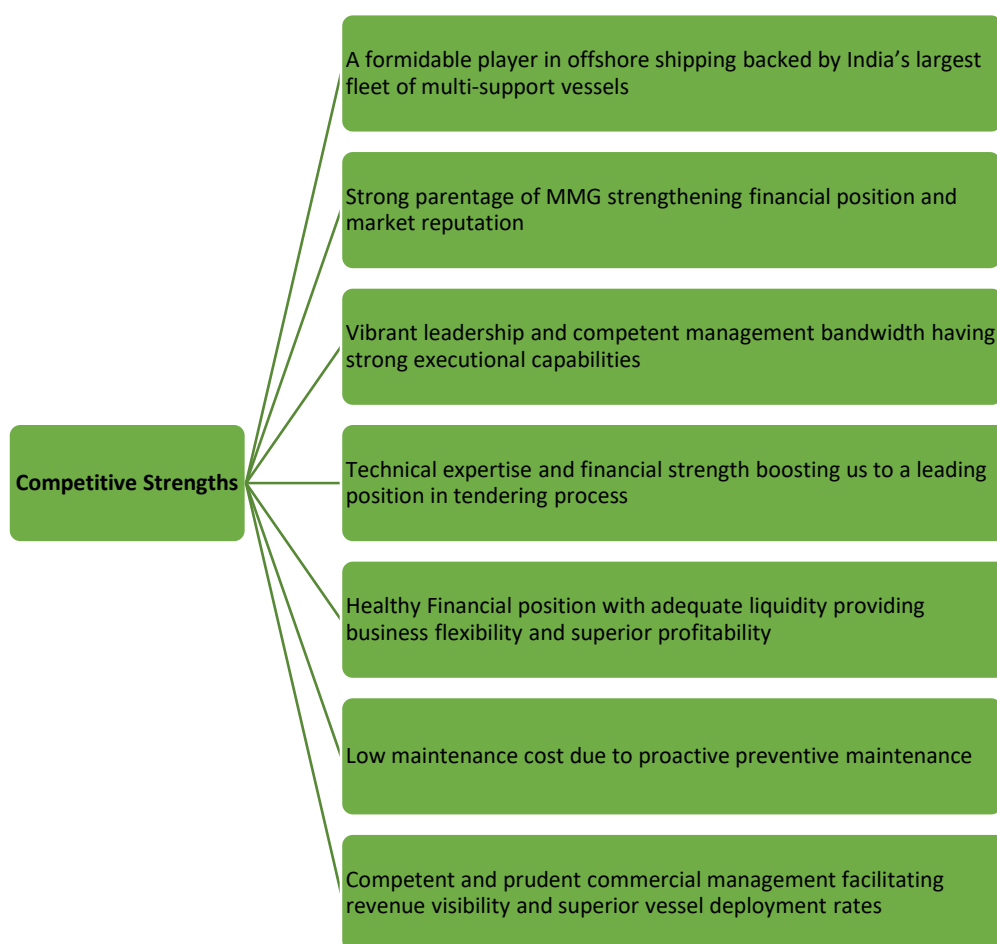 A formidable player in offshore shipping backed by India’s largest
fleet of multi-support vessels
Strong parentage of MMG strengthening financial position and
market reputation
Vibrant leadership and competent management bandwidth having
strong executional capabilities
Competitive Strengths
Technical expertise and financial strength boosting us to a leading
position in tendering process
Healthy Financial position with adequate liquidity providing
business flexibility and superior profitability
Low maintenance cost due to proactive preventive maintenance
Competent and prudent commercial management facilitating
revenue visibility and superior vessel deployment rates